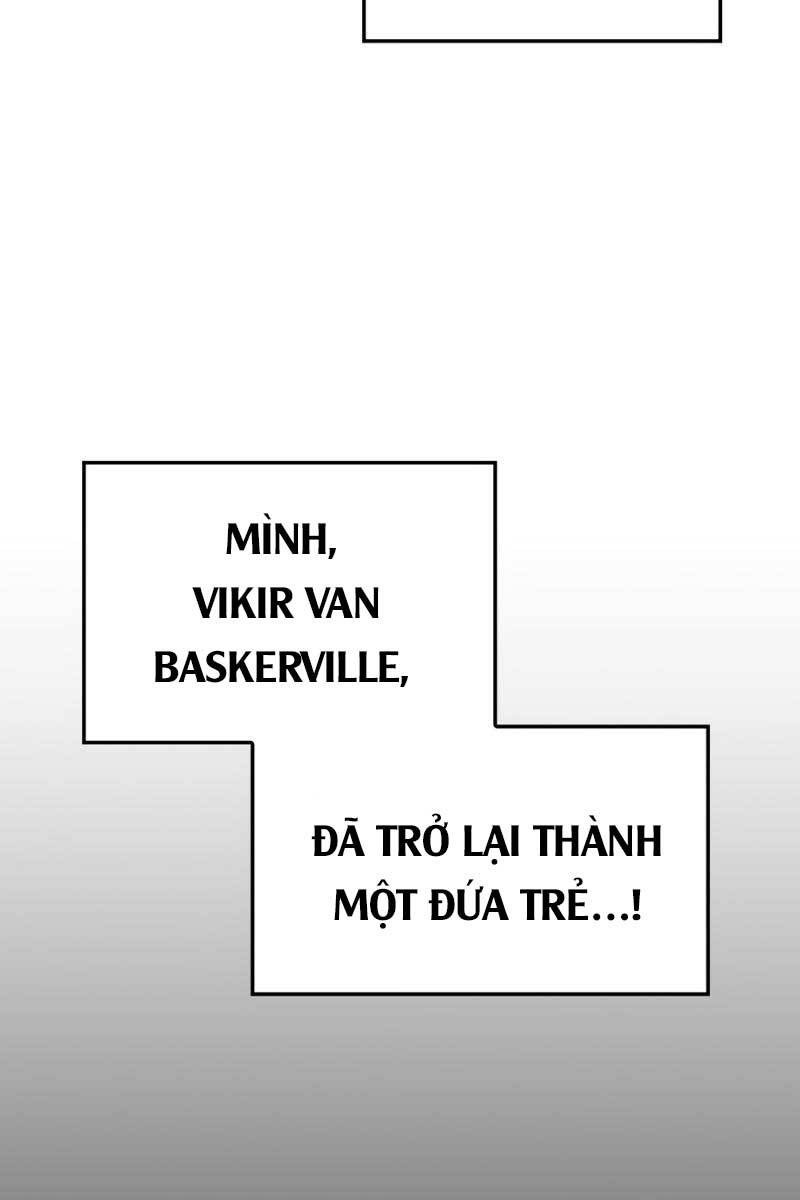 MÌNH,
VIKIR VAN
BASKERVILLE,
ĐÃ TRỞ LẠI THÀNH
MỘT ĐỨA TRẺ...!